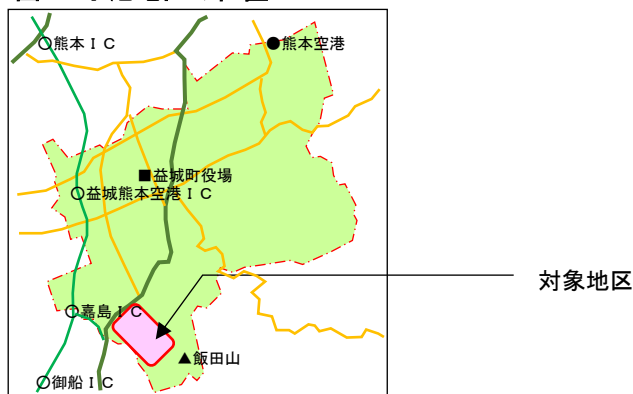 ○熊本ＩＣ
●熊本空港
■益城町役場
○益城熊本空港ＩＣ
対象地区
○嘉島ＩＣ
▲飯田山
○御船ＩＣ